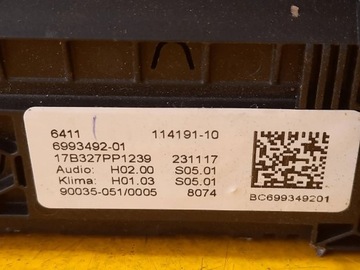 6411 114191-10
6993492-01
17B327PP1239 231117
Audio: H02.00 S05.01
Klima: H01.03 S05.01
90035-051/0005 8074
BC699349201